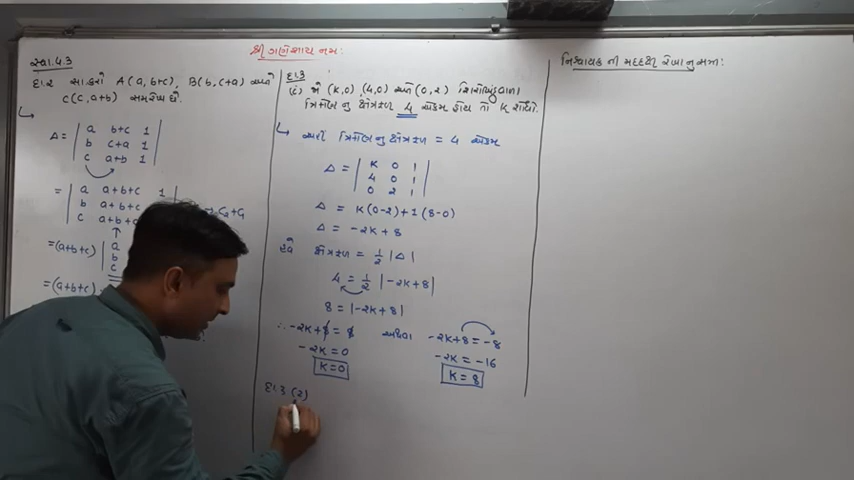 શ્રી ગણેશાય નમઃ
સ્વા.4.3
દા.2 સા.કરો A(a, b+c), B(b, c+a) અને
C(c, a+b) સમરેખ છે.
Δ = | a b+c 1 |
| b c+a 1 |
| c a+b 1 |
= | a a+b+c 1 |
| b a+b+c
| c a+b+c
C₂+C₁
=(a+b+c) | a
| b
| c
=(a+b+c)
દા.3
(i) જો (K,0) (4,0) અને (0,2) શિરોબિંદુવાળા
ત્રિકોણનું ક્ષેત્રફળ 4 એકમ હોય તો K શોધો.
અહીં ત્રિકોણનું ક્ષેત્રફળ = 4 એકમ
Δ = | K 0 1 |
| 4 0 1 |
| 0 2 1 |
Δ = K(0-2)+1(8-0)
Δ = -2K+8
હવે ક્ષેત્રફળ = 1/2 |Δ|
4 = 1/2 |-2K+8|
8 = |-2K+8|
∴ -2K+8 = 8 અથવા -2K+8 = -8
-2K = 0 -2K = -16
K=0 K=8
દા.3 (2)
નિશ્ચાયક ની મદદથી રેખાનું સમી: